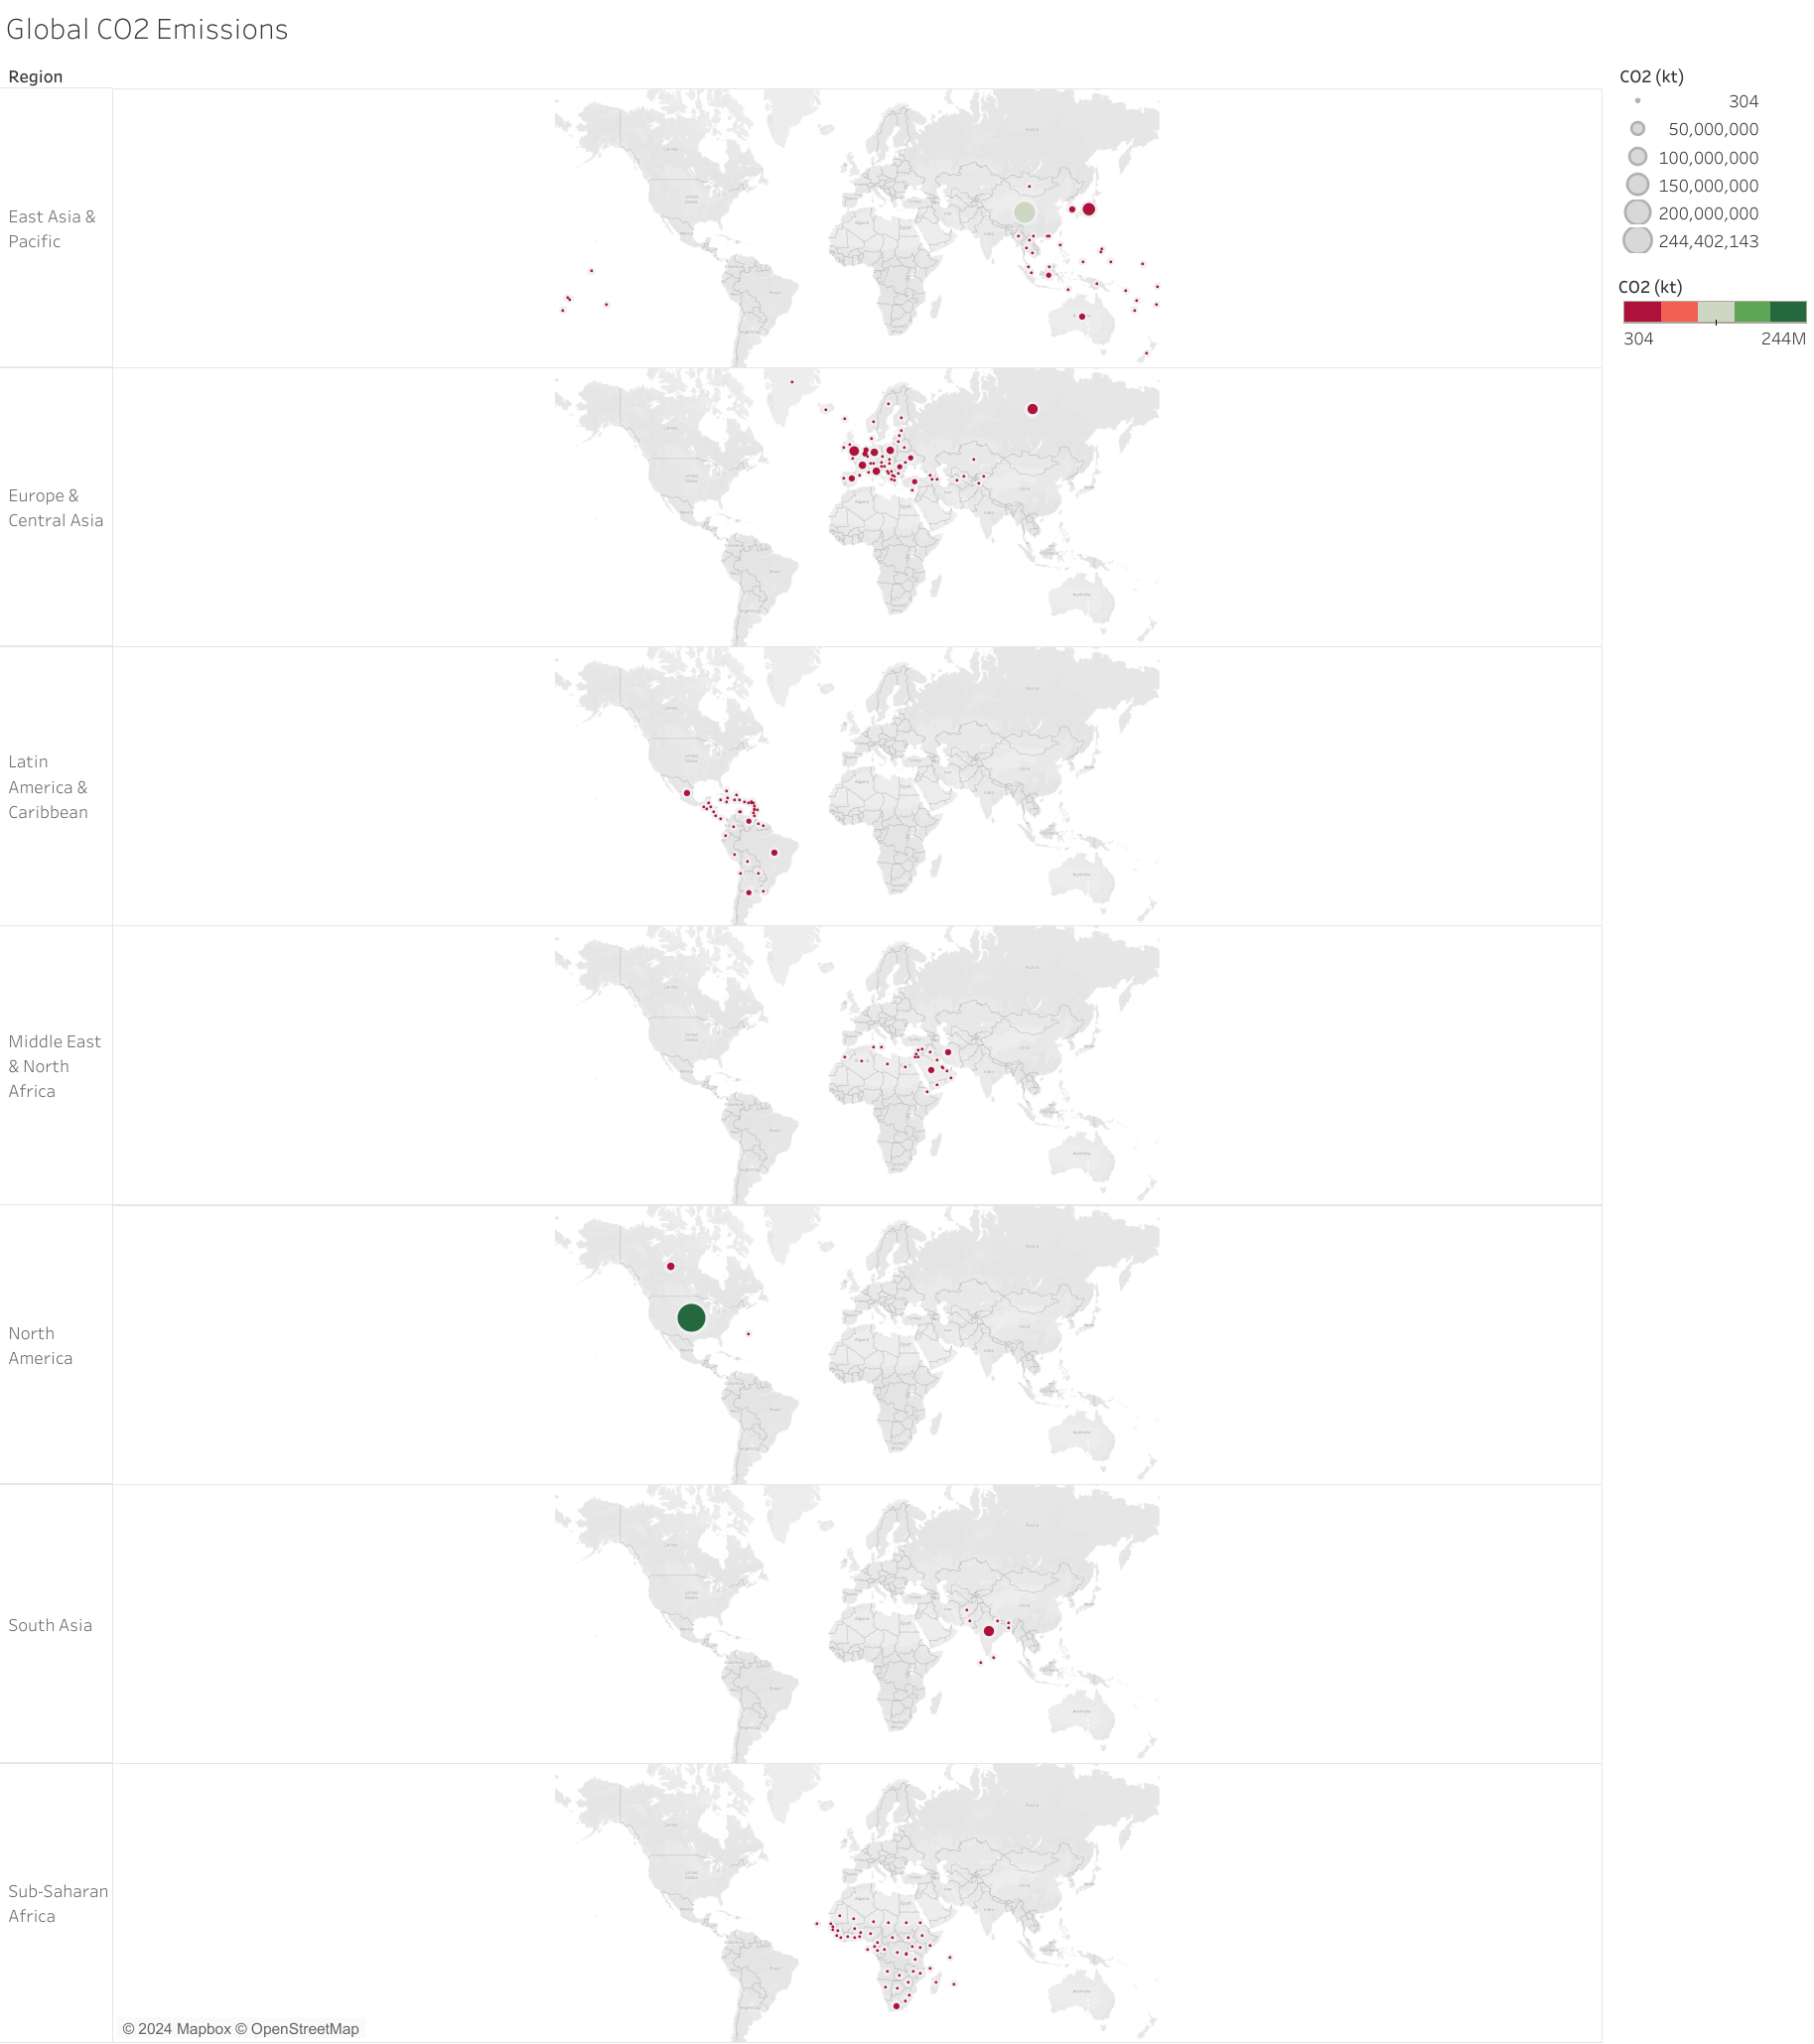 Global CO2 Emissions
Region
East Asia &
Pacific
Europe &
Central Asia
Latin
America &
Caribbean
Middle East
& North
Africa
North
America
South Asia
Sub-Saharan
Africa
© 2024 Mapbox © OpenStreetMap
CO2 (kt)
304
50,000,000
100,000,000
150,000,000
200,000,000
244,402,143
CO2 (kt)
304 244M